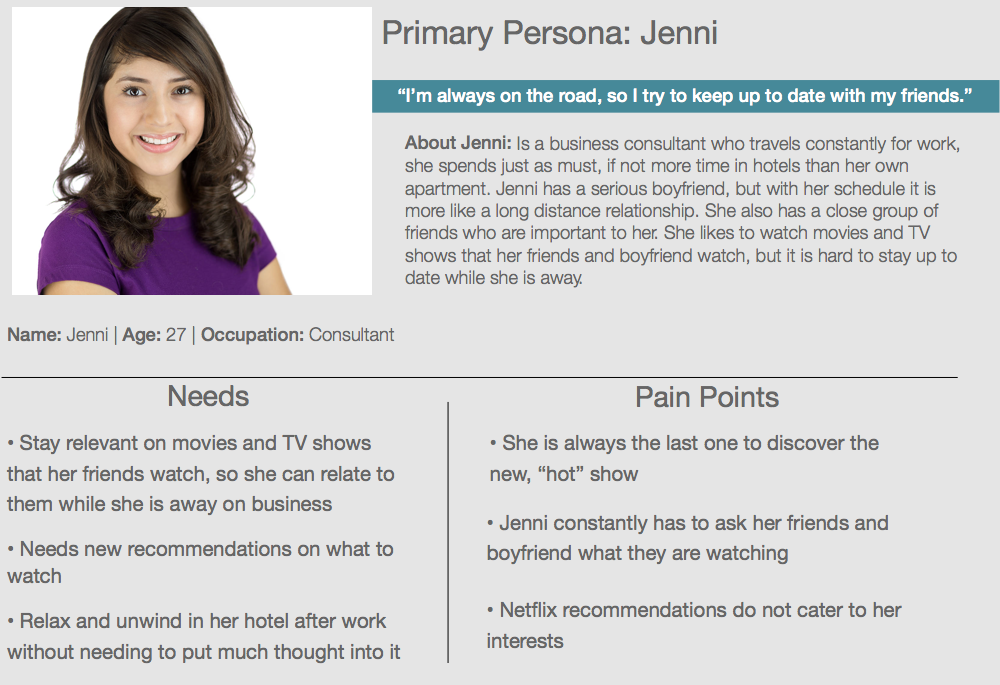 Primary Persona: Jenni
“I’m always on the road, so I try to keep up to date with my friends.”
About Jenni: Is a business consultant who travels constantly for work,
she spends just as must, if not more time in hotels than her own
apartment. Jenni has a serious boyfriend, but with her schedule it is
more like a long distance relationship. She also has a close group of
friends who are important to her. She likes to watch movies and TV
shows that her friends and boyfriend watch, but it is hard to stay up to
date while she is away.
Name: Jenni | Age: 27 | Occupation: Consultant
Needs
• Stay relevant on movies and TV shows
that her friends watch, so she can relate to
them while she is away on business
• Needs new recommendations on what to
watch
• Relax and unwind in her hotel after work
without needing to put much thought into it
Pain Points
• She is always the last one to discover the
new, “hot” show
• Jenni constantly has to ask her friends and
boyfriend what they are watching
• Netflix recommendations do not cater to her
interests